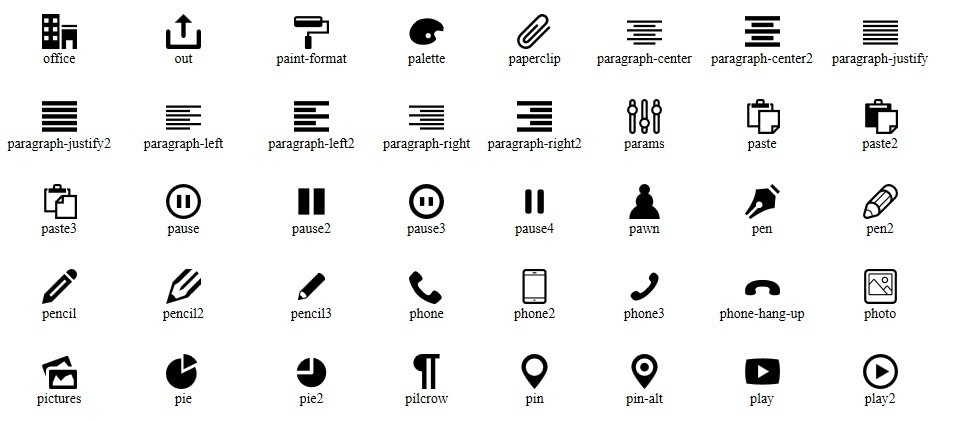 office out paint-format palette paperclip paragraph-center paragraph-center2 paragraph-justify
paragraph-justify2 paragraph-left paragraph-left2 paragraph-right paragraph-right2 params paste paste2
paste3 pause pause2 pause3 pause4 pawn pen pen2
pencil pencil2 pencil3 phone phone2 phone3 phone-hang-up photo
pictures pie pie2 pilcrow pin pin-alt play play2